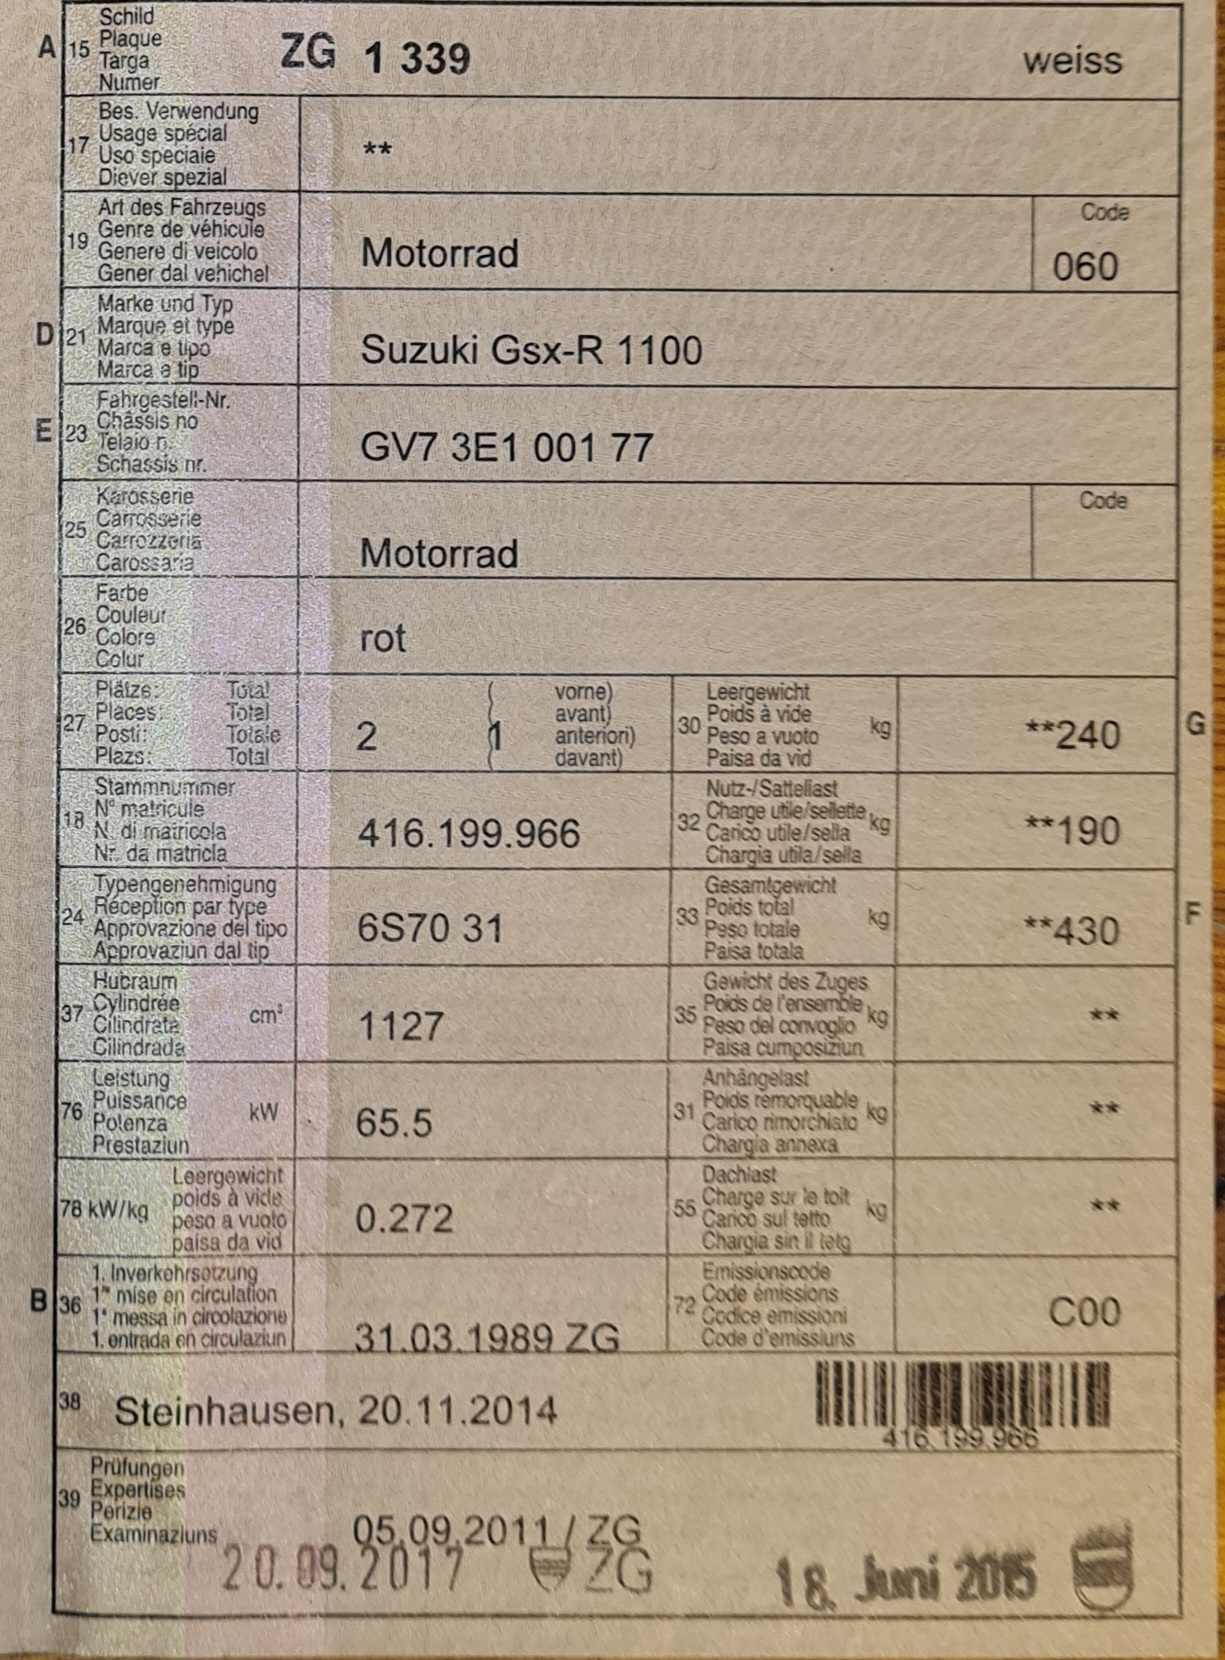 A 15 Schild
Plaque
Targa
Numer
ZG 1 339 weiss
17 Bes. Verwendung
Usage spécial
Uso speciale
Diever spezial
**
19 Art des Fahrzeugs
Genre de véhicule
Genere di veicolo
Gener dal vehichel
Motorrad
Code
060
D 21 Marke und Typ
Marque et type
Marca e tipo
Marca e tip
Suzuki Gsx-R 1100
E 23 Fahrgestell-Nr.
Châssis no
Telaio n.
Schassis nr.
GV7 3E1 001 77
25 Karosserie
Carrosserie
Carrozzeria
Carossaria
Motorrad
Code
26 Farbe
Couleur
Colore
Colur
rot
27 Plätze: Total
Places: Total
Posti: Totale
Plazs: Total
2 ( 1 vorne)
avant)
anteriori)
davant)
30 Leergewicht
Poids à vide
Peso a vuoto
Paisa da vid
kg
**240 G
18 Stammnummer
N° matricule
N. di matricola
Nr. da matricla
416.199.966
32 Nutz-/Sattellast
Charge utile/sellette
Carico utile/sella
Chargia utila/sella
kg
**190
24 Typengenehmigung
Réception par type
Approvazione del tipo
Approvaziun dal tip
6S70 31
33 Gesamtgewicht
Poids total
Peso totale
Paisa totala
kg
**430 F
37 Hubraum
Cylindrée
Cilindrata
Cilindrada
cm³
1127
35 Gewicht des Zuges
Poids de l'ensemble
Peso del convoglio
Paisa cumposiziun
kg
**
76 Leistung
Puissance
Potenza
Prestaziun
kW
65.5
31 Anhängelast
Poids remorquable
Carico rimorchiato
Chargia annexa
kg
**
78 kW/kg Leergewicht
poids à vide
peso a vuoto
paisa da vid
0.272
55 Dachlast
Charge sur le toit
Carico sul tetto
Chargia sin il tetg
kg
**
B 36 1. Inverkehrsetzung
1re mise en circulation
1a messa in circolazione
1. entrada en circulaziun
31.03.1989 ZG
72 Emissionscode
Code émissions
Codice emissioni
Code d'emissiuns
C00
38 Steinhausen, 20.11.2014
416.199.966
39 Prüfungen
Expertises
Perizie
Examinaziuns
05.09.2011 / ZG
20.09.2017 ZG 18. Juni 2015